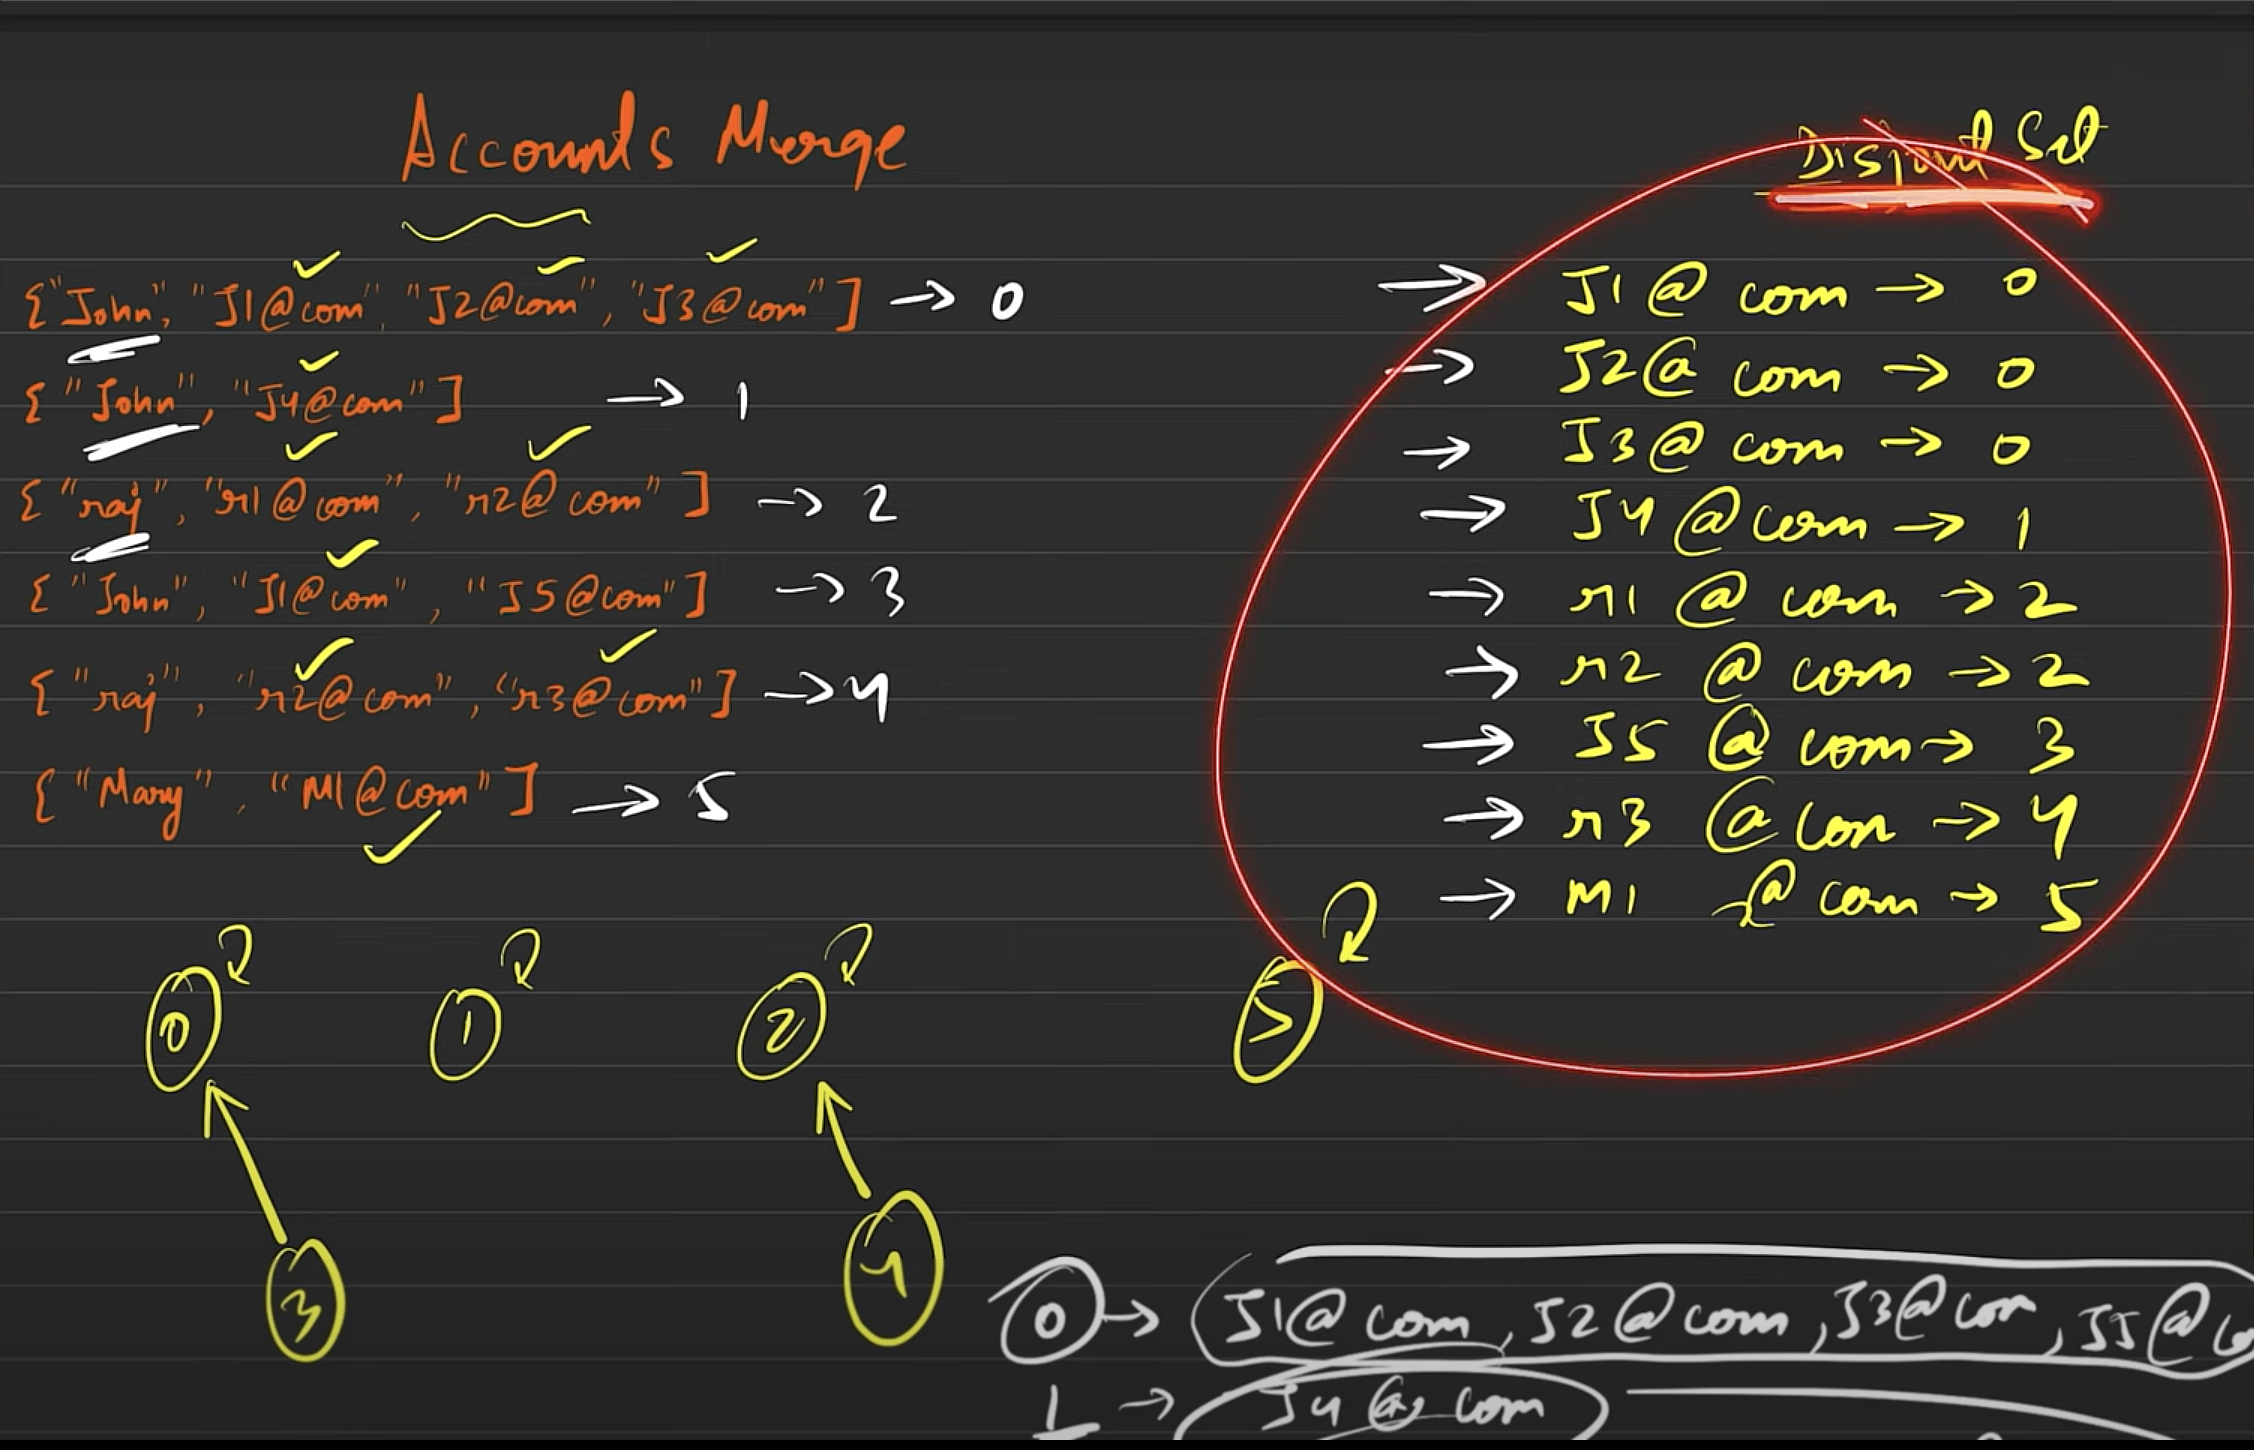 Accounts Merge
Disjoint Set
{"John", "J1@com", "J2@com", "J3@com"] → 0
{"John", "J4@com"] → 1
{"raj", "r1@com", "r2@com"] → 2
{"John", "J1@com", "J5@com"] → 3
{"raj", "r2@com", "r3@com"] → 4
{"Mary", "M1@com"] → 5
→ J1@com → 0
→ J2@com → 0
→ J3@com → 0
→ J4@com → 1
→ r1@com → 2
→ r2@com → 2
→ J5@com → 3
→ r3@con → 4
→ M1@com → 5
0 1 2 5
3 4
0 → J1@com, J2@com, J3@con, J5@co
1 → J4@com